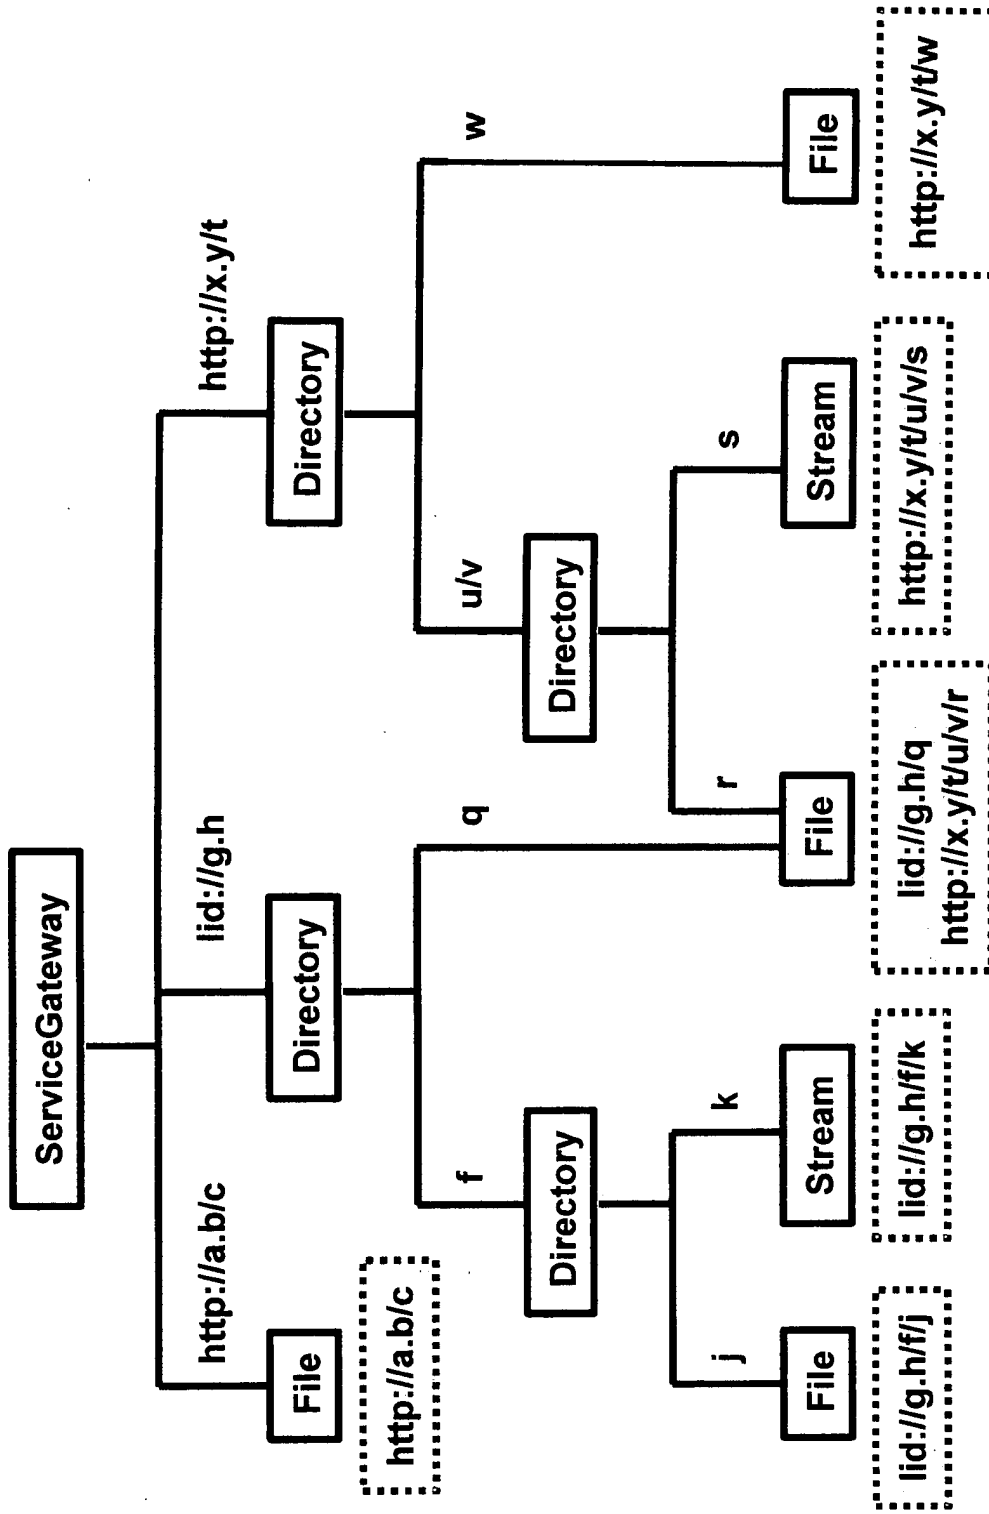 ServiceGateway
http://a.b/c
lid://g.h
http://x.y/t
File
Directory
Directory
http://a.b/c
f
q
u/v
w
Directory
Directory
j
k
r
s
File
Stream
File
Stream
File
lid://g.h/f/j
lid://g.h/f/k
lid://g.h/q
http://x.y/t/u/v/r
http://x.y/t/u/v/s
http://x.y/t/w